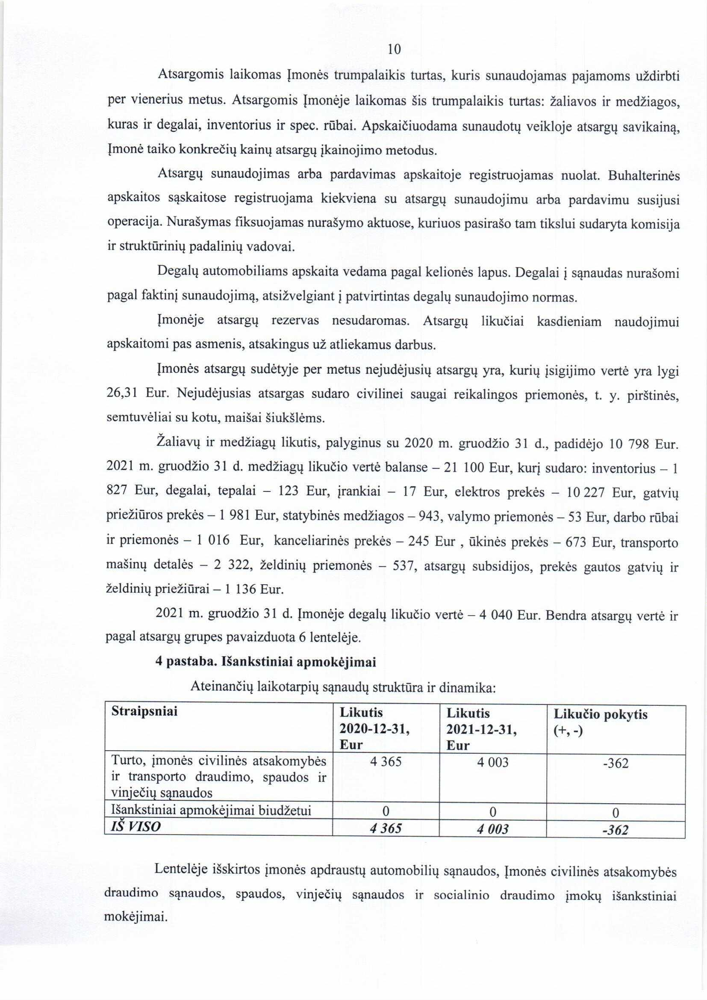 10
Atsargomis laikomas Įmonės trumpalaikis turtas, kuris sunaudojamas pajamoms uždirbti
per vienerius metus. Atsargomis Įmonėje laikomas šis trumpalaikis turtas: žaliavos ir medžiagos,
kuras ir degalai, inventorius ir spec. rūbai. Apskaičiuodama sunaudotų veikloje atsargų savikainą,
Įmonė taiko konkrečių kainų atsargų įkainojimo metodus.
Atsargų sunaudojimas arba pardavimas apskaitoje registruojamas nuolat. Buhalterinės
apskaitos sąskaitose registruojama kiekviena su atsargų sunaudojimu arba pardavimu susijusi
operacija. Nurašymas fiksuojamas nurašymo aktuose, kuriuos pasirašo tam tikslui sudaryta komisija
ir struktūrinių padalinių vadovai.
Degalų automobiliams apskaita vedama pagal kelionės lapus. Degalai į sąnaudas nurašomi
pagal faktinį sunaudojimą, atsižvelgiant į patvirtintas degalų sunaudojimo normas.
Įmonėje atsargų rezervas nesudaromas. Atsargų likučiai kasdieniam naudojimui
apskaitomi pas asmenis, atsakingus už atliekamus darbus.
Įmonės atsargų sudėtyje per metus nejudėjusių atsargų yra, kurių įsigijimo vertė yra lygi
26,31 Eur. Nejudėjusias atsargas sudaro civilinei saugai reikalingos priemonės, t. y. pirštinės,
semtuvėliai su kotu, maišai šiukšlėms.
Žaliavų ir medžiagų likutis, palyginus su 2020 m. gruodžio 31 d., padidėjo 10 798 Eur.
2021 m. gruodžio 31 d. medžiagų likučio vertė balanse – 21 100 Eur, kurį sudaro: inventorius – 1
827 Eur, degalai, tepalai – 123 Eur, įrankiai – 17 Eur, elektros prekės – 10 227 Eur, gatvių
priežiūros prekės – 1 981 Eur, statybinės medžiagos – 943, valymo priemonės – 53 Eur, darbo rūbai
ir priemonės – 1 016 Eur, kanceliarinės prekės – 245 Eur , ūkinės prekės – 673 Eur, transporto
mašinų detalės – 2 322, želdinių priemonės – 537, atsargų subsidijos, prekės gautos gatvių ir
želdinių priežiūrai – 1 136 Eur.
2021 m. gruodžio 31 d. Įmonėje degalų likučio vertė – 4 040 Eur. Bendra atsargų vertė ir
pagal atsargų grupes pavaizduota 6 lentelėje.
4 pastaba. Išankstiniai apmokėjimai
Ateinančių laikotarpių sąnaudų struktūra ir dinamika:
Straipsniai
Likutis
2020-12-31,
Eur
Likutis
2021-12-31,
Eur
Likučio pokytis
(+, -)
Turto, įmonės civilinės atsakomybės
ir transporto draudimo, spaudos ir
vinječių sąnaudos
4 365
4 003
-362
Išankstiniai apmokėjimai biudžetui
0
0
0
IŠ VISO
4 365
4 003
-362
Lentelėje išskirtos įmonės apdraustų automobilių sąnaudos, Įmonės civilinės atsakomybės
draudimo sąnaudos, spaudos, vinječių sąnaudos ir socialinio draudimo įmokų išankstiniai
mokėjimai.